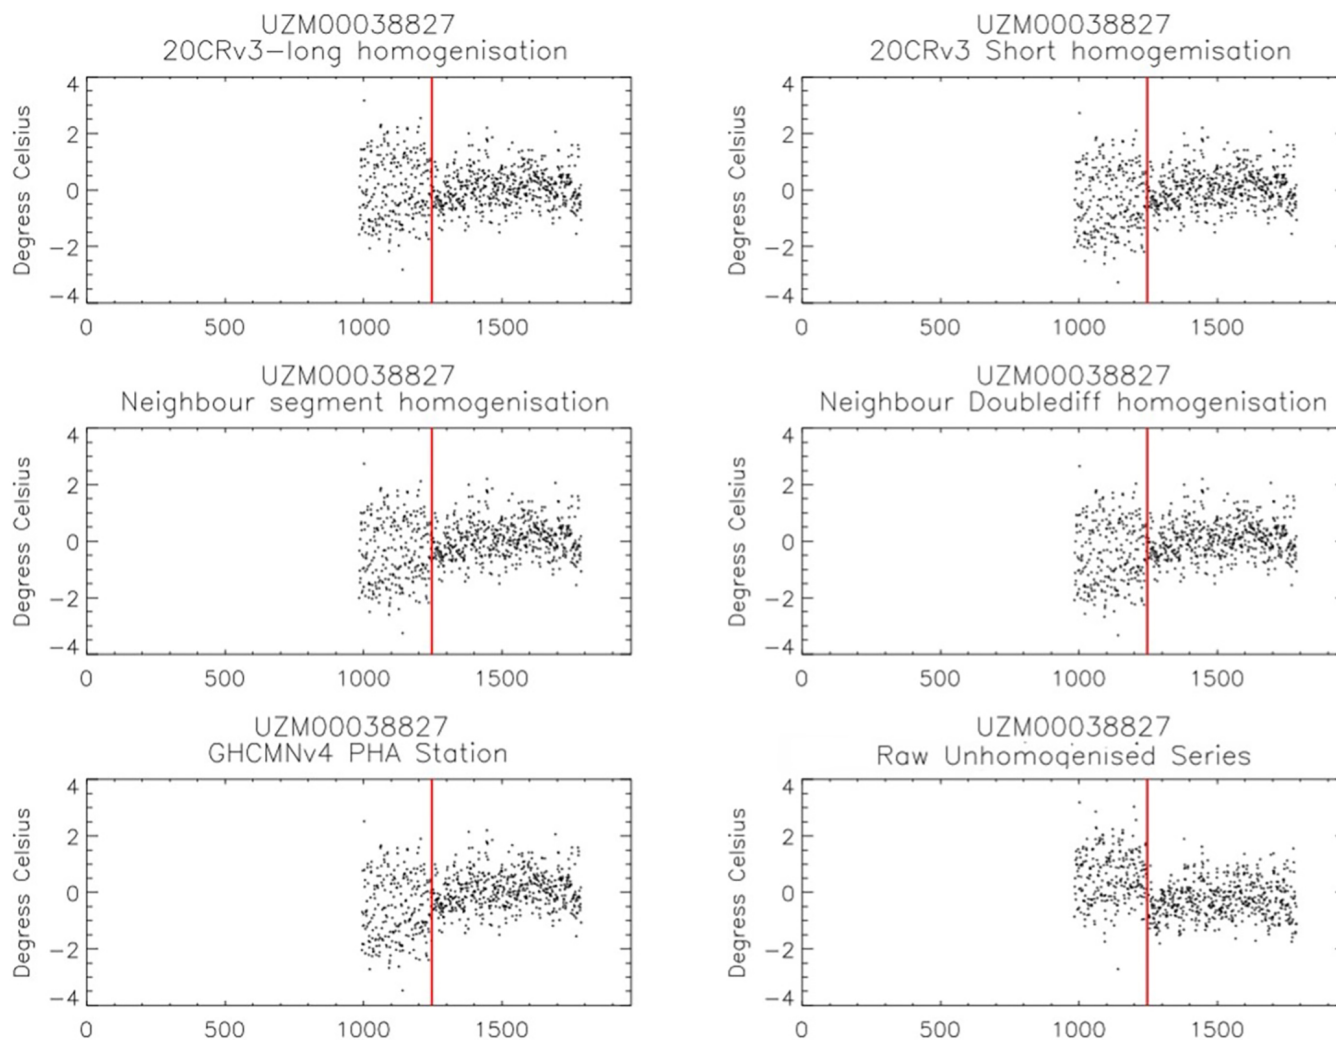 UZM00038827
20CRv3-long homogenisation
Degress Celsius
4
2
0
-2
-4
0 500 1000 1500
UZM00038827
20CRv3 Short homogemisation
Degress Celsius
4
2
0
-2
-4
0 500 1000 1500
UZM00038827
Neighbour segment homogenisation
Degress Celsius
4
2
0
-2
-4
0 500 1000 1500
UZM00038827
Neighbour Doublediff homogenisation
Degress Celsius
4
2
0
-2
-4
0 500 1000 1500
UZM00038827
GHCMNv4 PHA Station
Degress Celsius
4
2
0
-2
-4
0 500 1000 1500
UZM00038827
Raw Unhomogenised Series
Degress Celsius
4
2
0
-2
-4
0 500 1000 1500